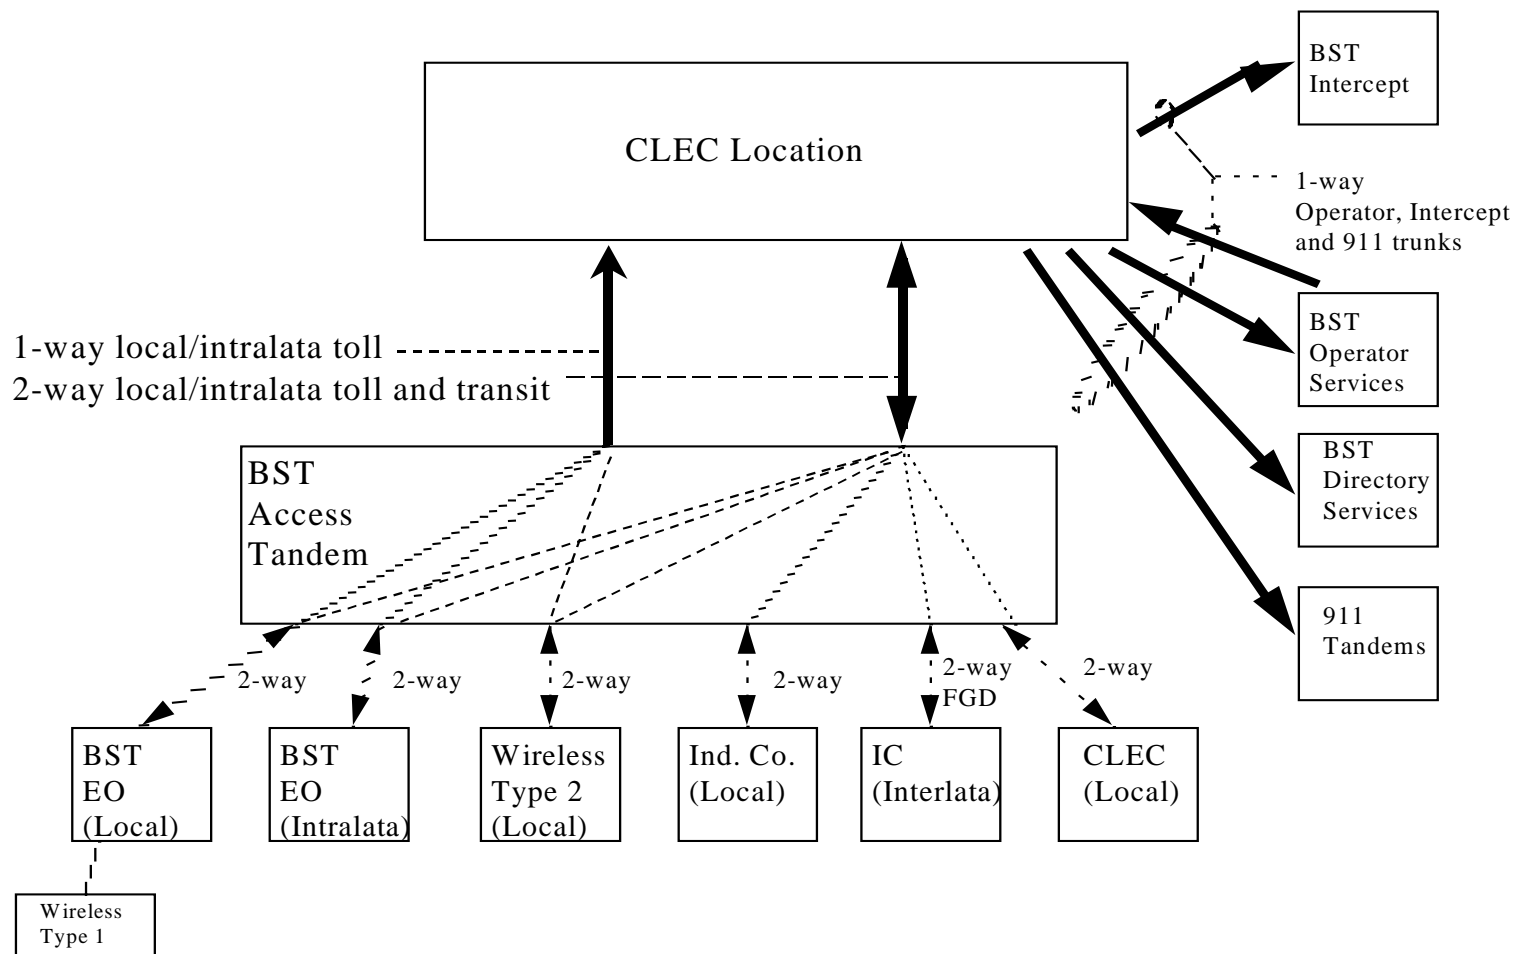 BST
Intercept
CLEC Location
1-way
Operator, Intercept
and 911 trunks
BST
Operator
Services
1-way local/intralata toll
2-way local/intralata toll and transit
BST
Directory
Services
BST
Access
Tandem
911
Tandems
2-way
2-way
2-way
2-way
2-way
FGD
2-way
BST
EO
(Local)
BST
EO
(Intralata)
Wireless
Type 2
(Local)
Ind. Co.
(Local)
IC
(Interlata)
CLEC
(Local)
Wireless
Type 1